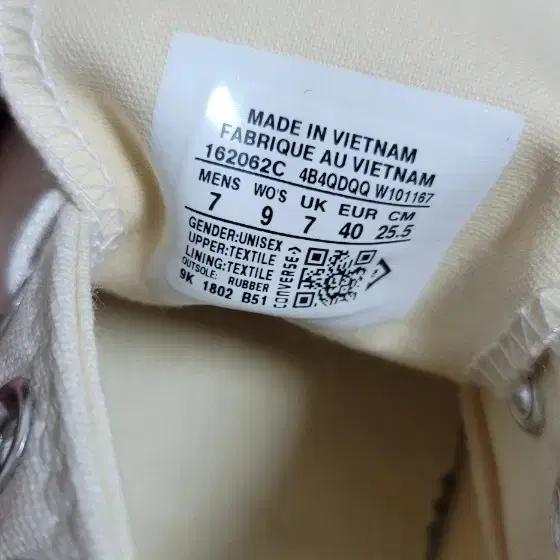 MADE IN VIETNAM
FABRIQUE AU VIETNAM
162062C 4B4QDQQ W101167
MENS WO'S UK EUR CM
7 9 7 40 25.5
GENDER:UNISEX
UPPER:TEXTILE
LINING:TEXTILE
OUTSOLE: RUBBER
9K 1802 B51
CONVERSE